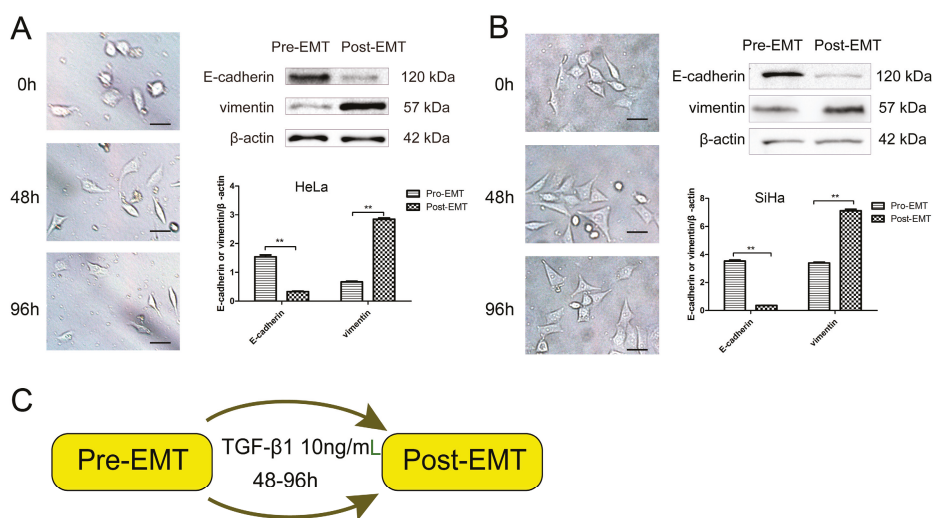 A
0h
48h
96h
Pre-EMT Post-EMT
E-cadherin 120 kDa
vimentin 57 kDa
β-actin 42 kDa
HeLa
E-cadherin or vimentin/β -actin
4
3
2
1
0
**
**
Pro-EMT
Post-EMT
E-cadherin
vimentin
B
0h
48h
96h
Pre-EMT Post-EMT
E-cadherin 120 kDa
vimentin 57 kDa
β-actin 42 kDa
SiHa
E-cadherin or vimentin/β -actin
8
6
4
2
0
**
**
Pro-EMT
Post-EMT
E-cadherin
vimentin
C
Pre-EMT
TGF-β1 10ng/mL
48-96h
Post-EMT